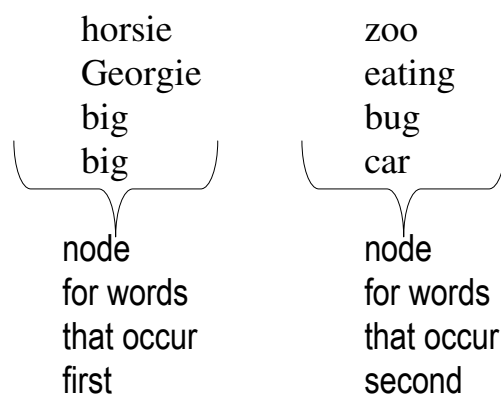 horsie zoo
Georgie eating
big bug
big car
node node
for words for words
that occur that occur
first second